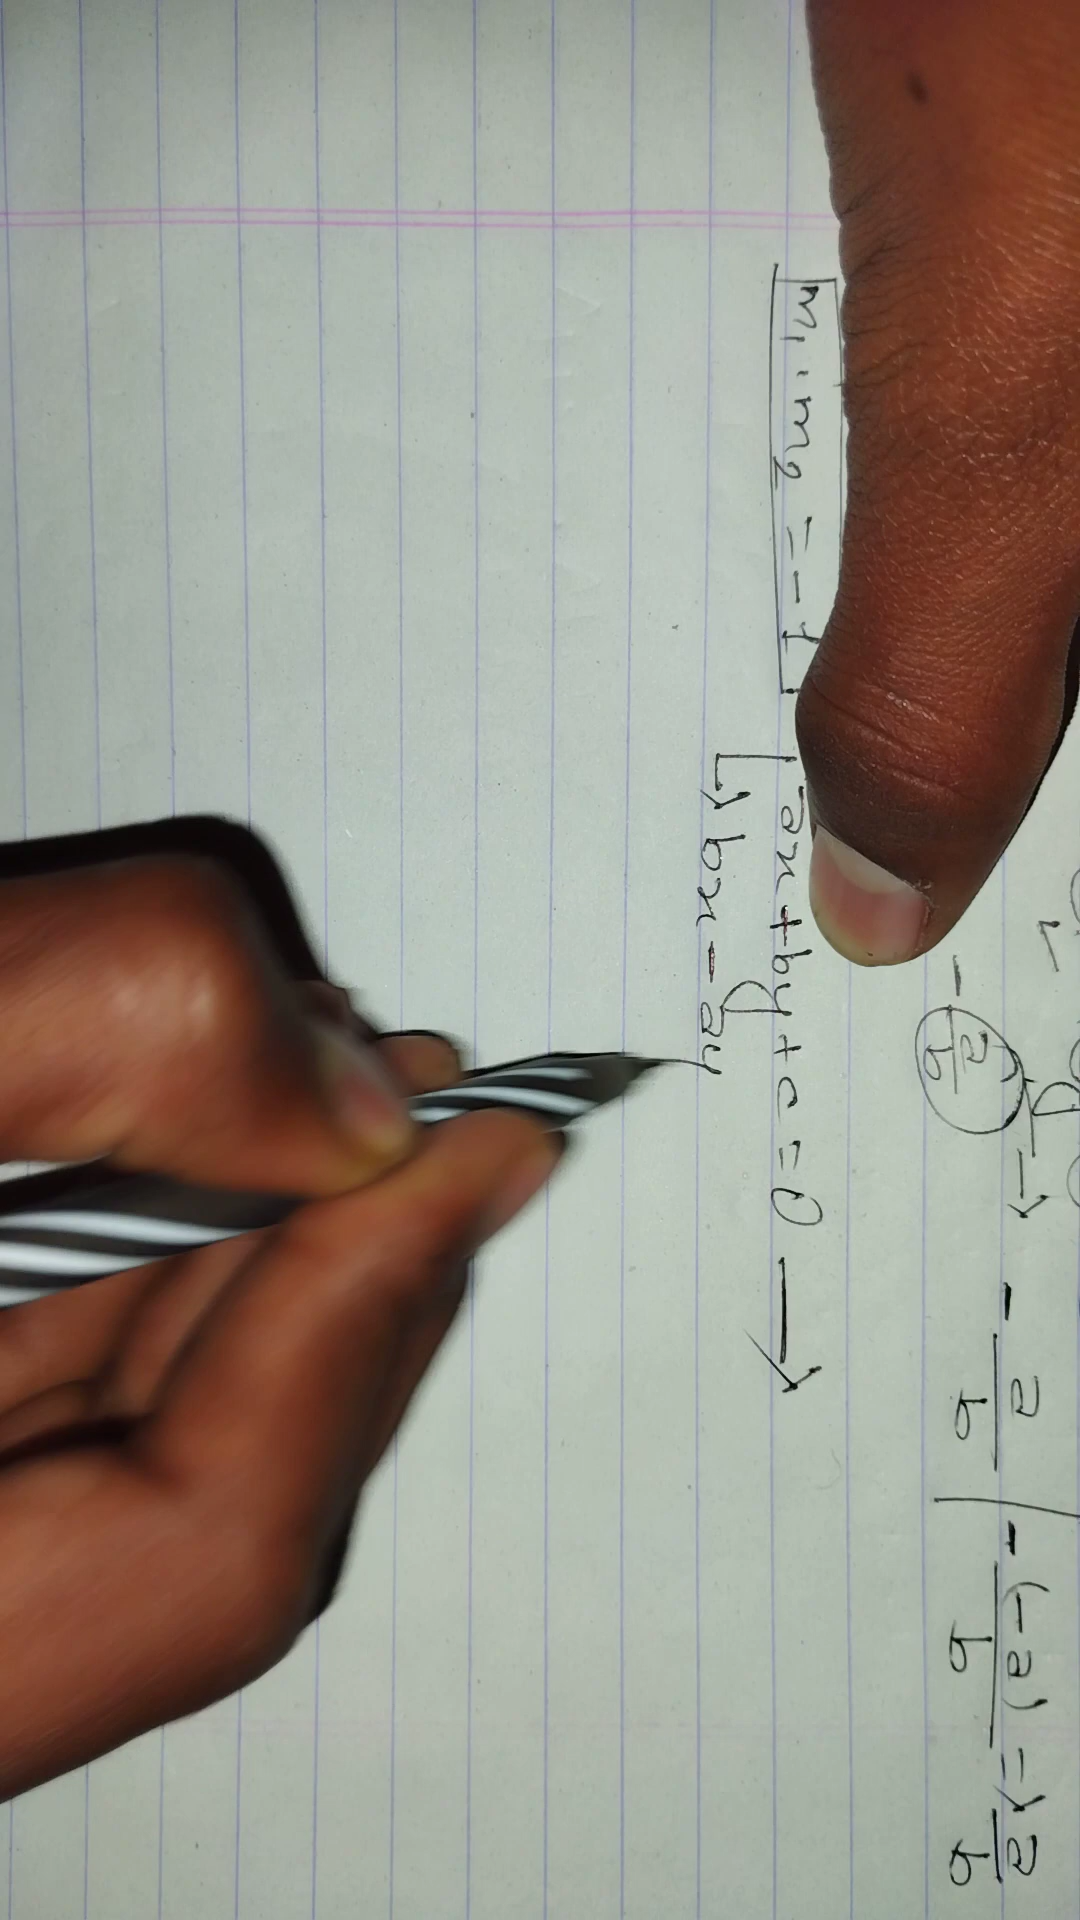 m₁·m₂ = -1
ax + by + c = 0 →
bx - ay
- a/b
- a/b | - (-a)/b = a/b